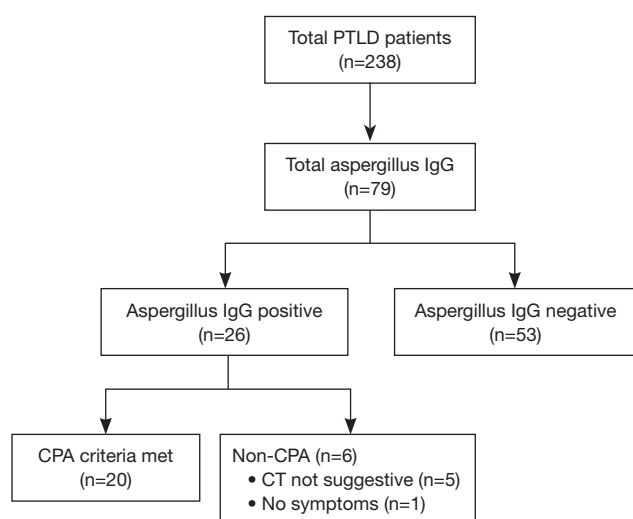 Total PTLD patients
(n=238)
Total aspergillus IgG
(n=79)
Aspergillus IgG positive
(n=26)
Aspergillus IgG negative
(n=53)
CPA criteria met
(n=20)
Non-CPA (n=6)
• CT not suggestive (n=5)
• No symptoms (n=1)